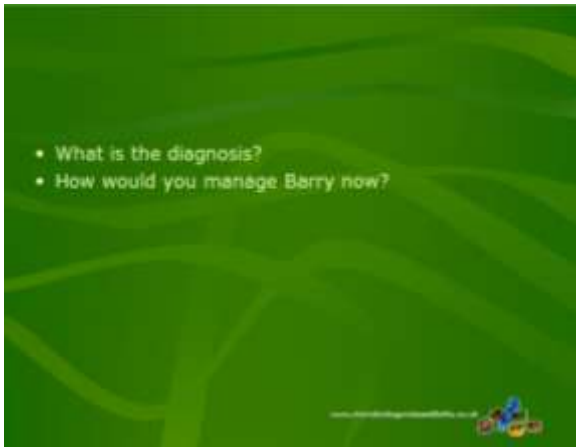 • What is the diagnosis?
• How would you manage Barry now?